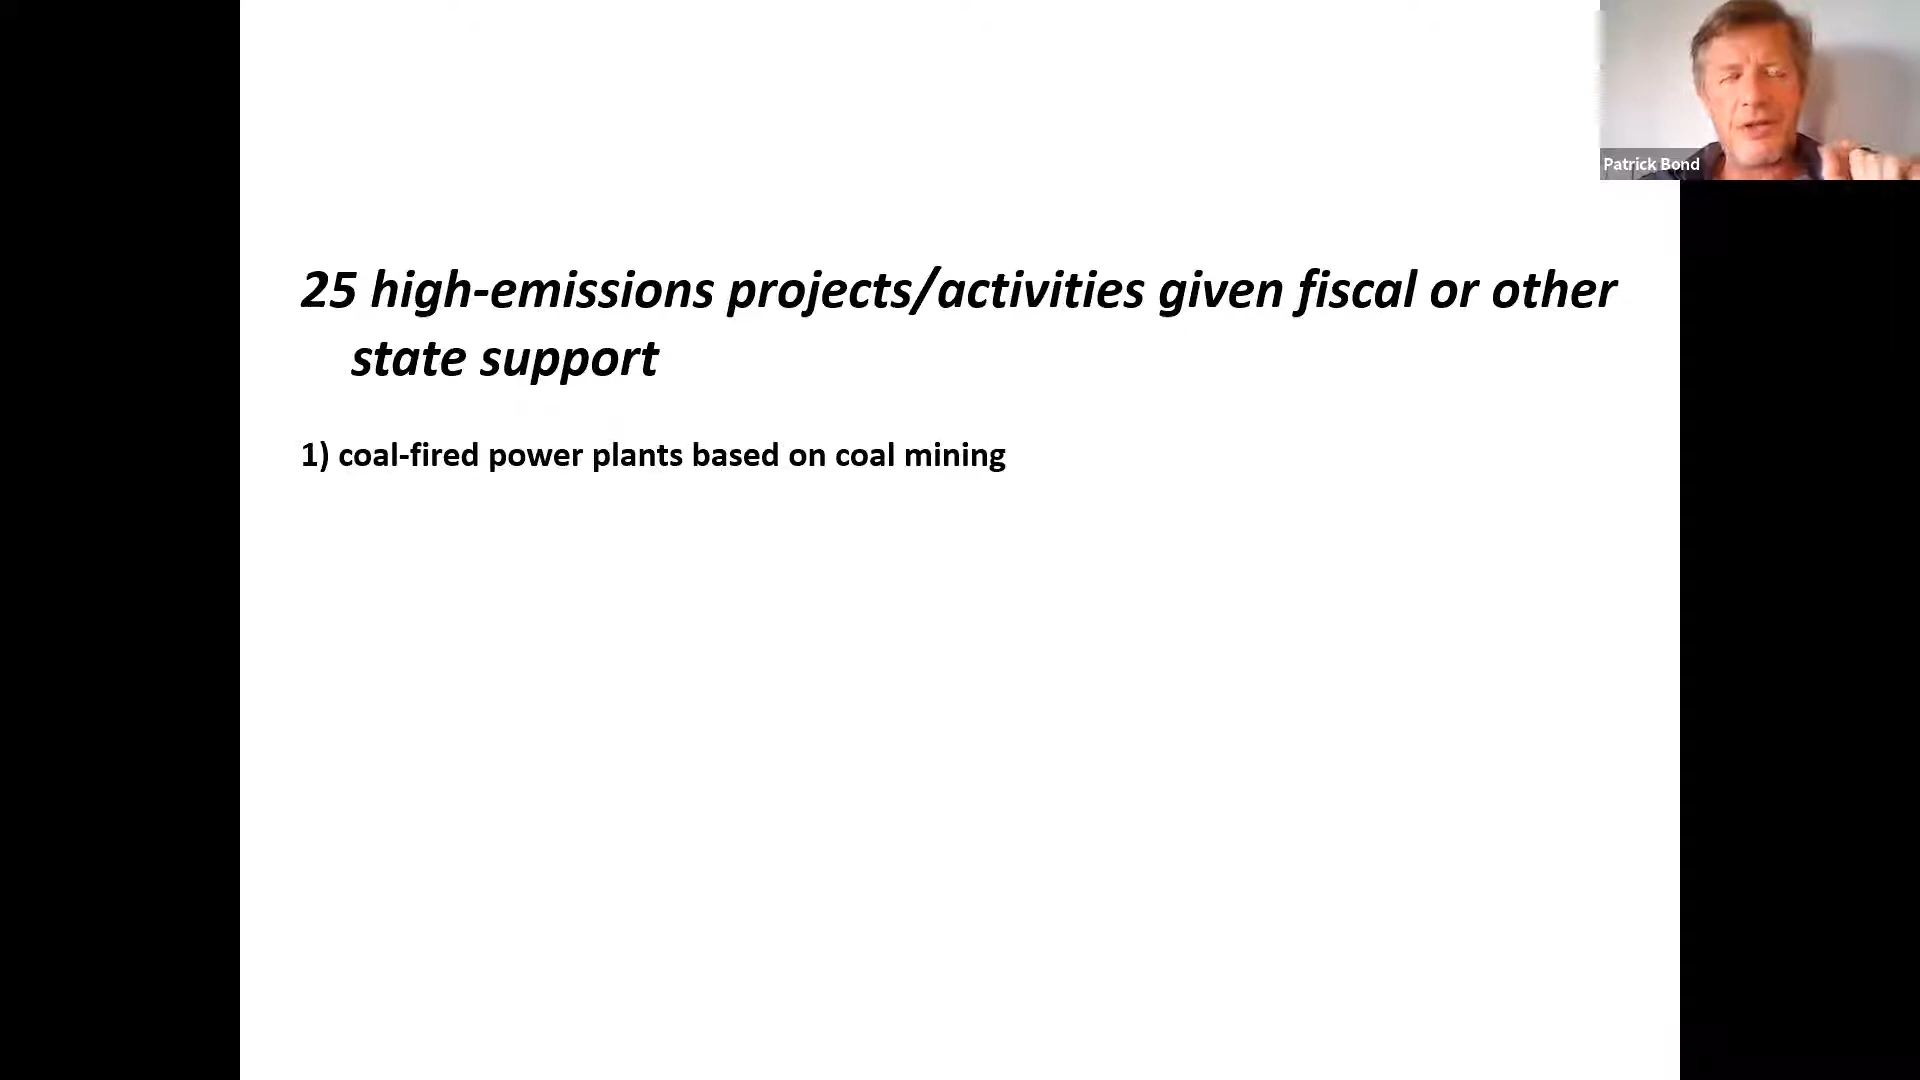 Patrick Bond
25 high-emissions projects/activities given fiscal or other
state support
1) coal-fired power plants based on coal mining